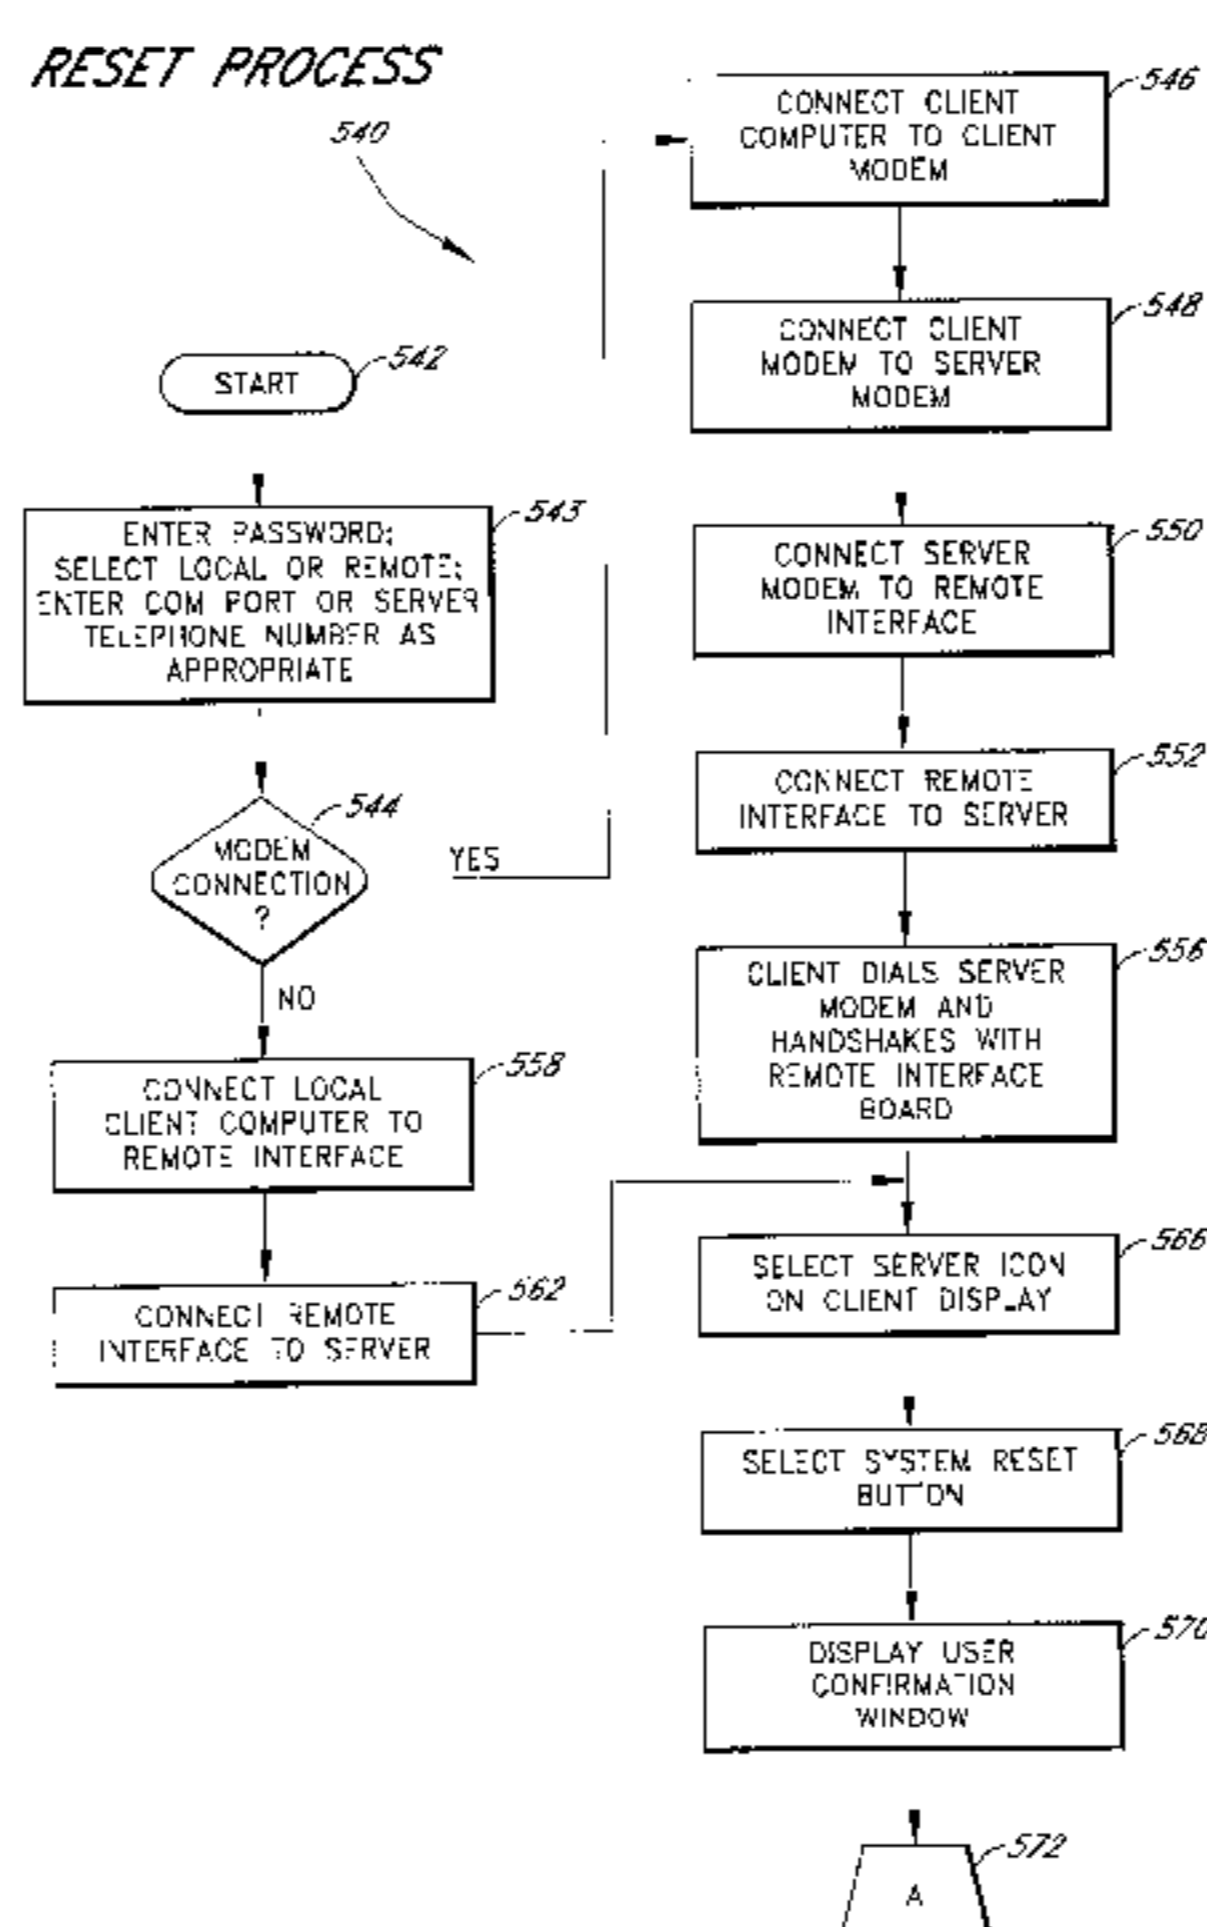 RESET PROCESS
540
542
START
543
ENTER PASSWORD;
SELECT LOCAL OR REMOTE;
ENTER COM PORT OR SERVER
TELEPHONE NUMBER AS
APPROPRIATE
544
MODEM
CONNECTION
?
YES
NO
558
CONNECT LOCAL
CLIENT COMPUTER TO
REMOTE INTERFACE
562
CONNECT REMOTE
INTERFACE TO SERVER
546
CONNECT CLIENT
COMPUTER TO CLIENT
MODEM
548
CONNECT CLIENT
MODEM TO SERVER
MODEM
550
CONNECT SERVER
MODEM TO REMOTE
INTERFACE
552
CONNECT REMOTE
INTERFACE TO SERVER
556
CLIENT DIALS SERVER
MODEM AND
HANDSHAKES WITH
REMOTE INTERFACE
BOARD
566
SELECT SERVER ICON
ON CLIENT DISPLAY
568
SELECT SYSTEM RESET
BUTTON
570
DISPLAY USER
CONFIRMATION
WINDOW
572
A